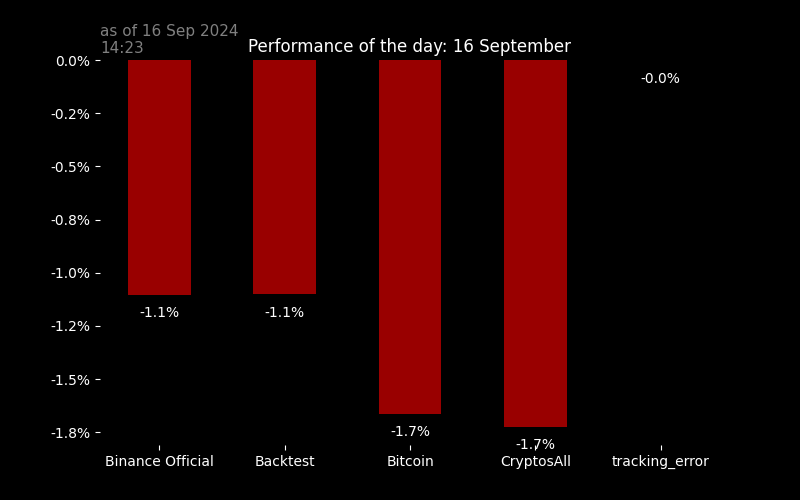 as of 16 Sep 2024
14:23
Performance of the day: 16 September
0.0%
-0.2%
-0.5%
-0.8%
-1.0%
-1.2%
-1.5%
-1.8%
-0.0%
-1.1%
-1.1%
-1.7%
-1.7%
Binance Official
Backtest
Bitcoin
CryptosAll
tracking_error